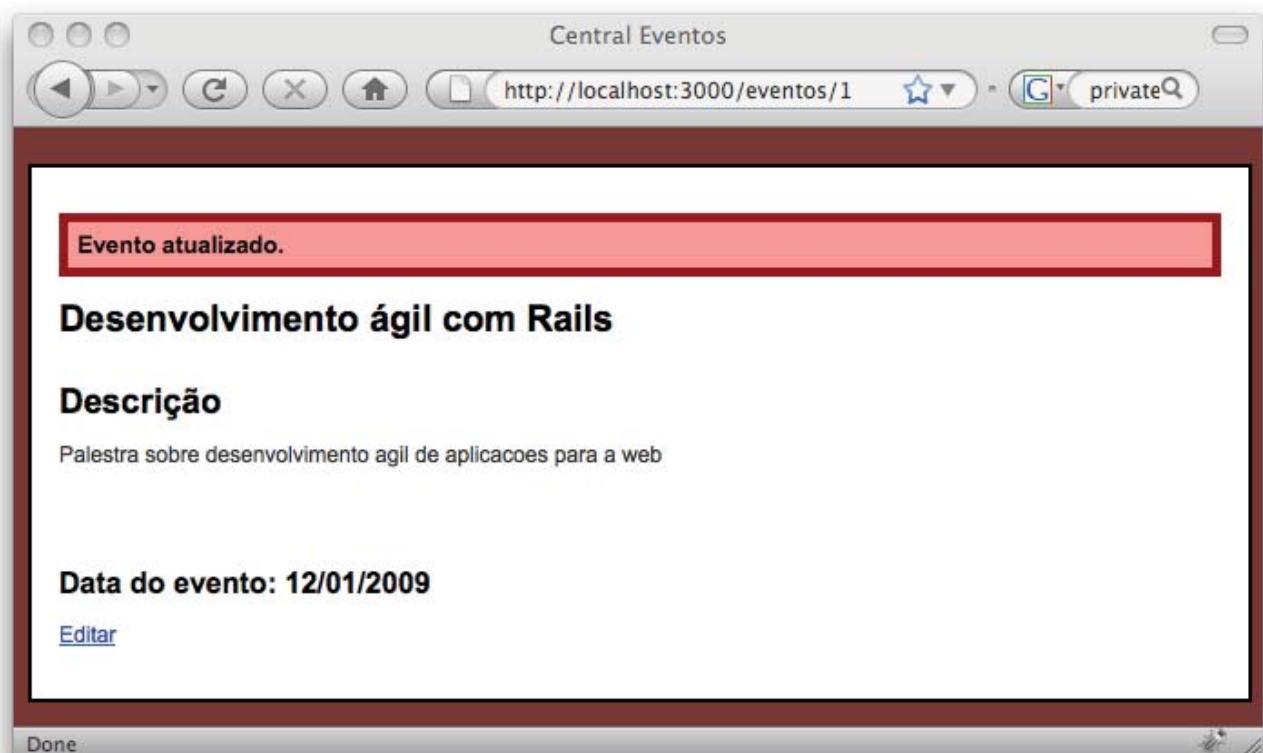 Central Eventos
http://localhost:3000/eventos/1
G private
Evento atualizado.
Desenvolvimento ágil com Rails
Descrição
Palestra sobre desenvolvimento agil de aplicacoes para a web
Data do evento: 12/01/2009
Editar
Done